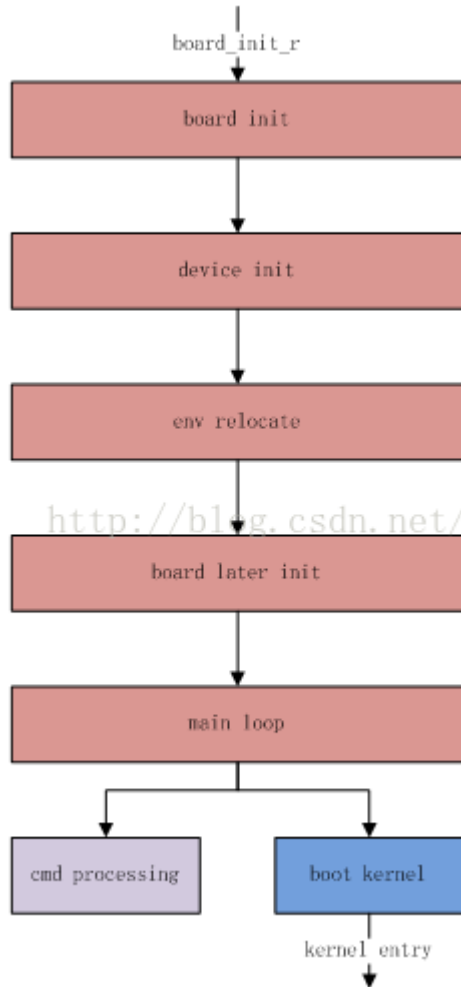 board_init_r
board init
device init
env relocate
http://blog.csdn.net/
board later init
main loop
cmd processing
boot kernel
kernel entry